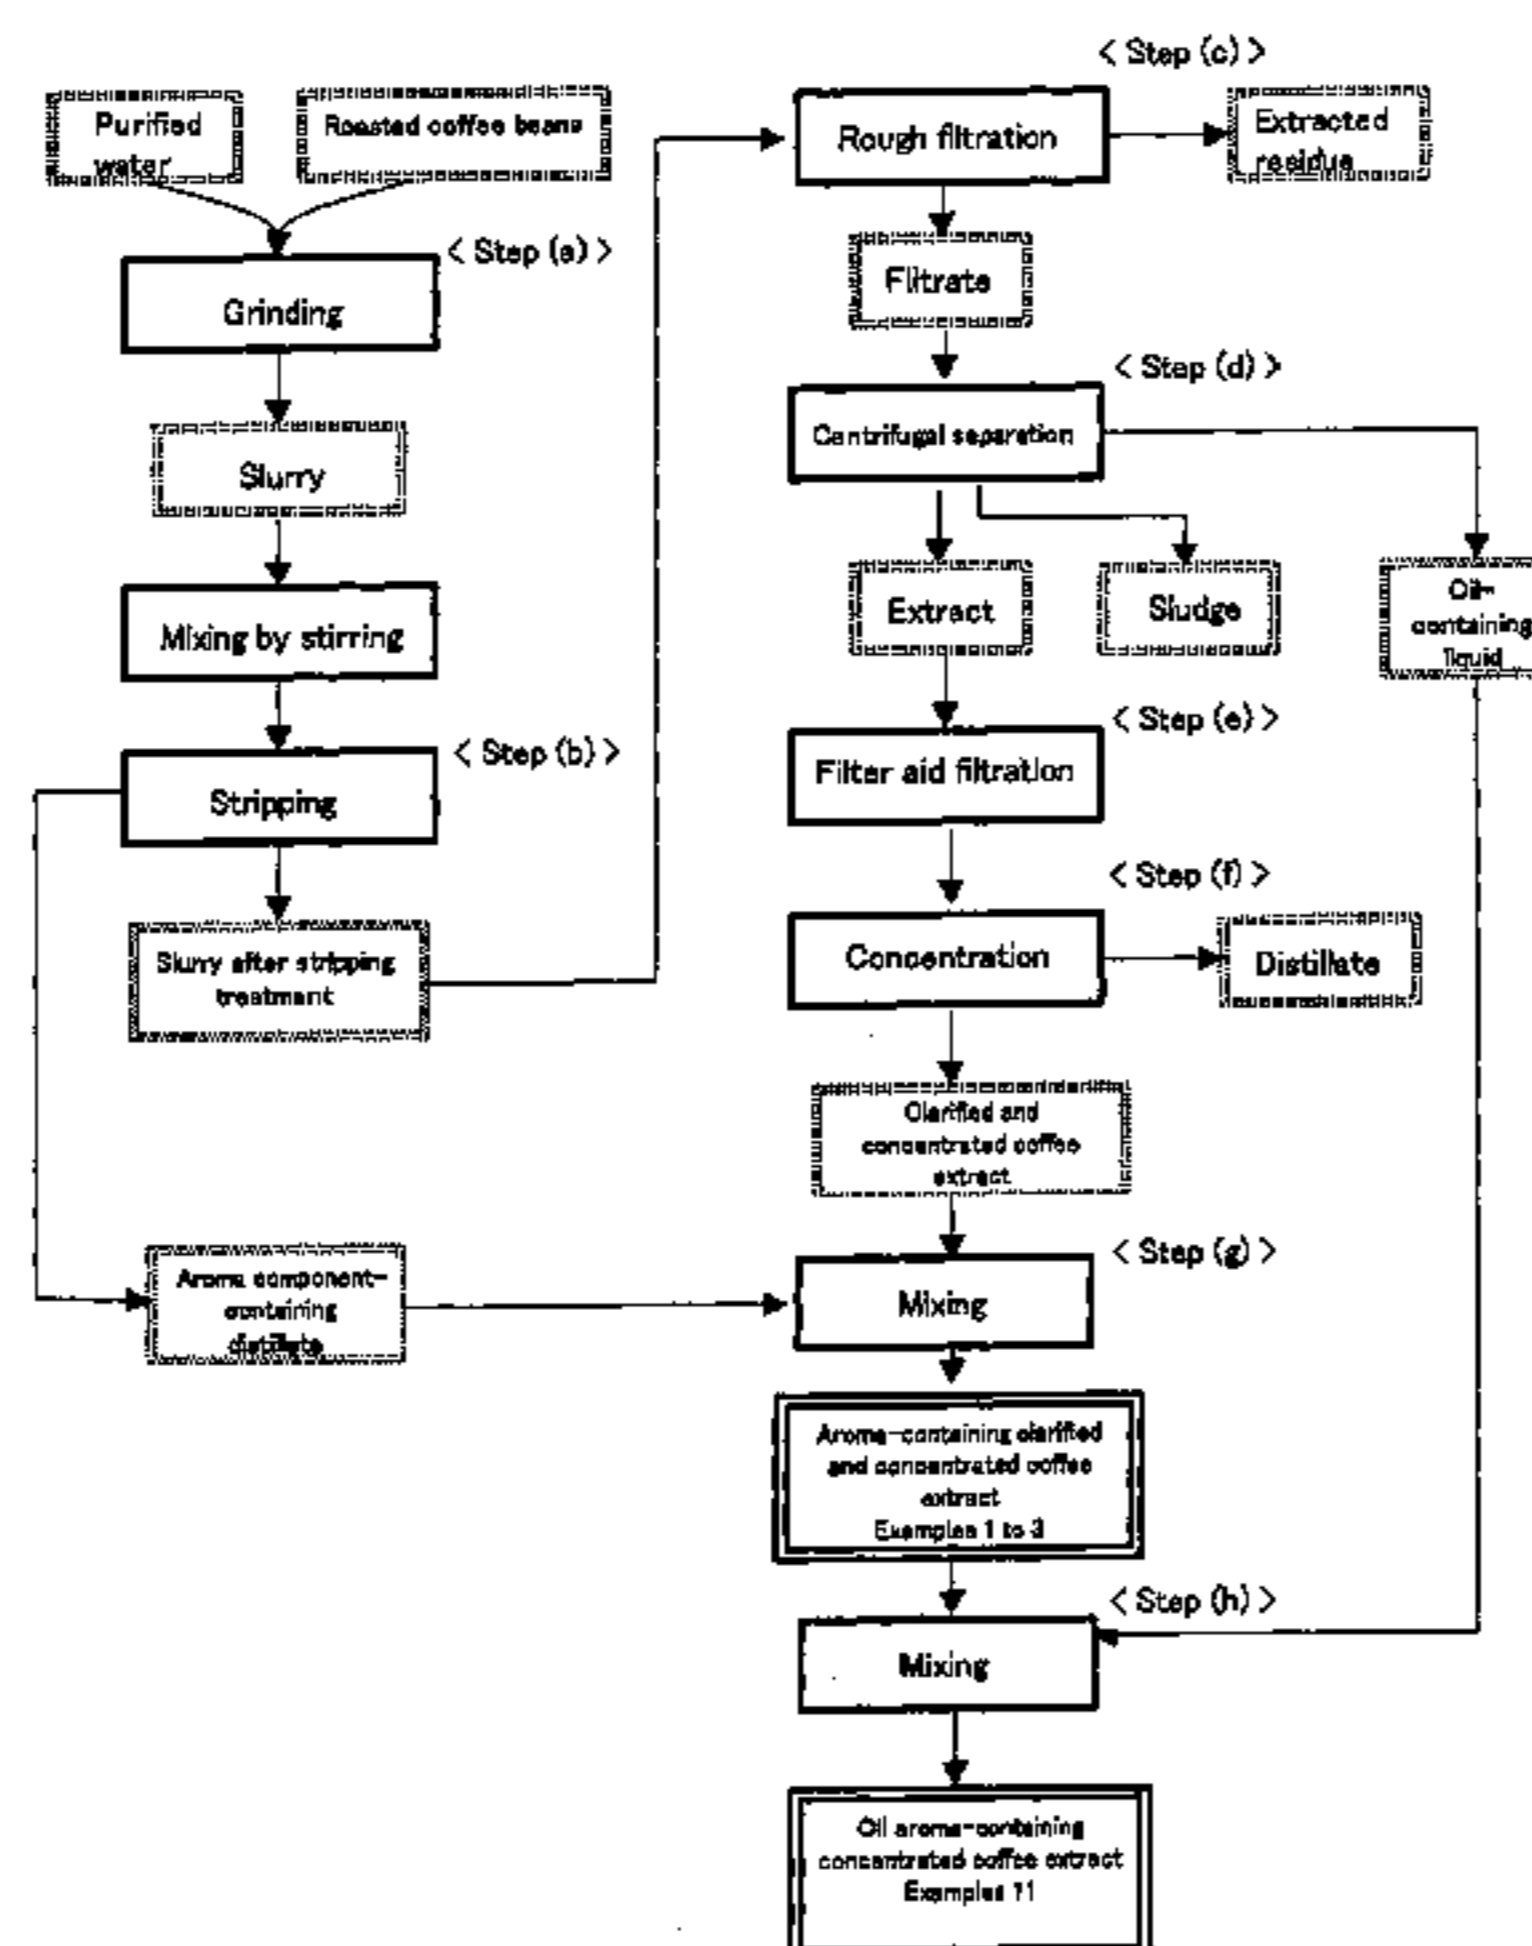 Purified
water
Roasted coffee beans
< Step (a) >
Grinding
Slurry
Mixing by stirring
< Step (b) >
Stripping
Slurry after stripping
treatment
Aroma component-
containing
distillate
< Step (c) >
Rough filtration
Extracted
residue
Filtrate
< Step (d) >
Centrifugal separation
Extract
Sludge
Oil-
containing
liquid
< Step (e) >
Filter aid filtration
< Step (f) >
Concentration
Distillate
Clarified and
concentrated coffee
extract
< Step (g) >
Mixing
Aroma-containing clarified
and concentrated coffee
extract
Examples 1 to 3
< Step (h) >
Mixing
Oil aroma-containing
concentrated coffee extract
Examples 11